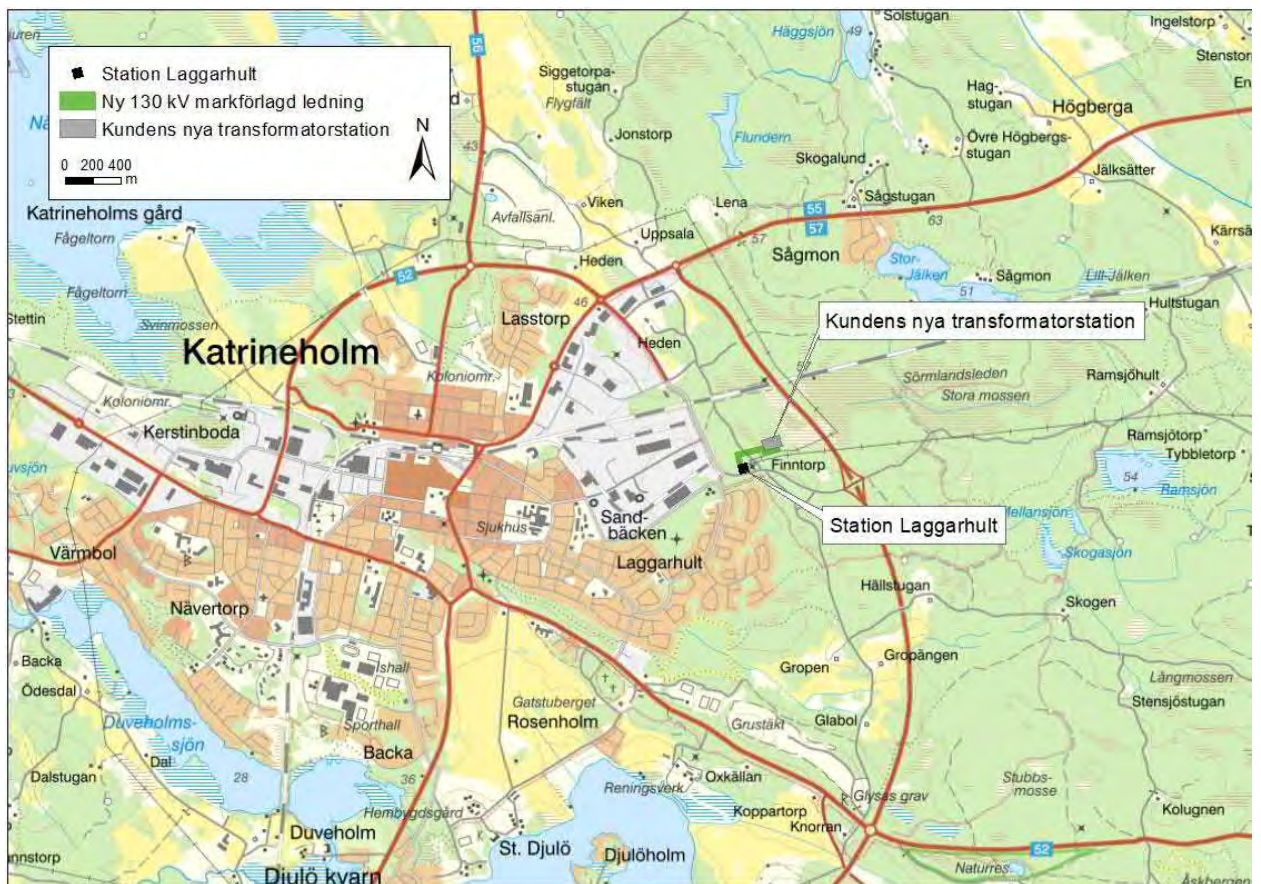 Station Laggarhult
Ny 130 kV markförlagd ledning
Kundens nya transformatorstation
N
0 200 400
m
56
43
Siggetorpa-
stugan
Flygfält
Jonstorp
Häggsjön
49
Solstugan
Ingelstorp
Hag-
stugan
Högberga
Flundern
Övre Högbergs-
stugan
Skogalund
Sågstugan
Jälksätter
Katrineholms gård
Fågeltorn
Avfallsanl.
Viken
Lena
55
57
63
Uppsala
57
Sågmon
Fågeltorn
52
Heden
Stor-
Jälken
51
Sågmon
Lill-Jälken
Stettin
Svinmossen
46
Lasstorp
Hultstugan
Kundens nya transformatorstation
Katrineholm
Koloniomr.
Heden
Sörmlandsleden
Stora mossen
Ramsjöhult
Koloniomr.
Kerstinboda
Finntorp
Ramsjötorp
Tybbletorp
54
Ramsjön
Sjukhus
Sand-
bäcken
Station Laggarhult
Mellansjön
Skogasjön
Värmbol
Laggarhult
Nävertorp
Hällstugan
Skogen
Backa
Ödesdal
Ishall
Gropen
Gropängen
Långmossen
Stensjöstugan
Duveholms-
sjön
Gatstuberget
Rosenholm
Grustäkt
Glabol
Sporthall
Backa
Dal
Dalstugan
28
36
Reningsverk
Oxkällan
Stubb-
mosse
Hembygdsgård
Koppartorp
Glysas grav
Kolugnen
Knorran
Duveholm
St. Djulö
Djulöholm
52
Djulö kvarn
Naturres.
Åskbergen